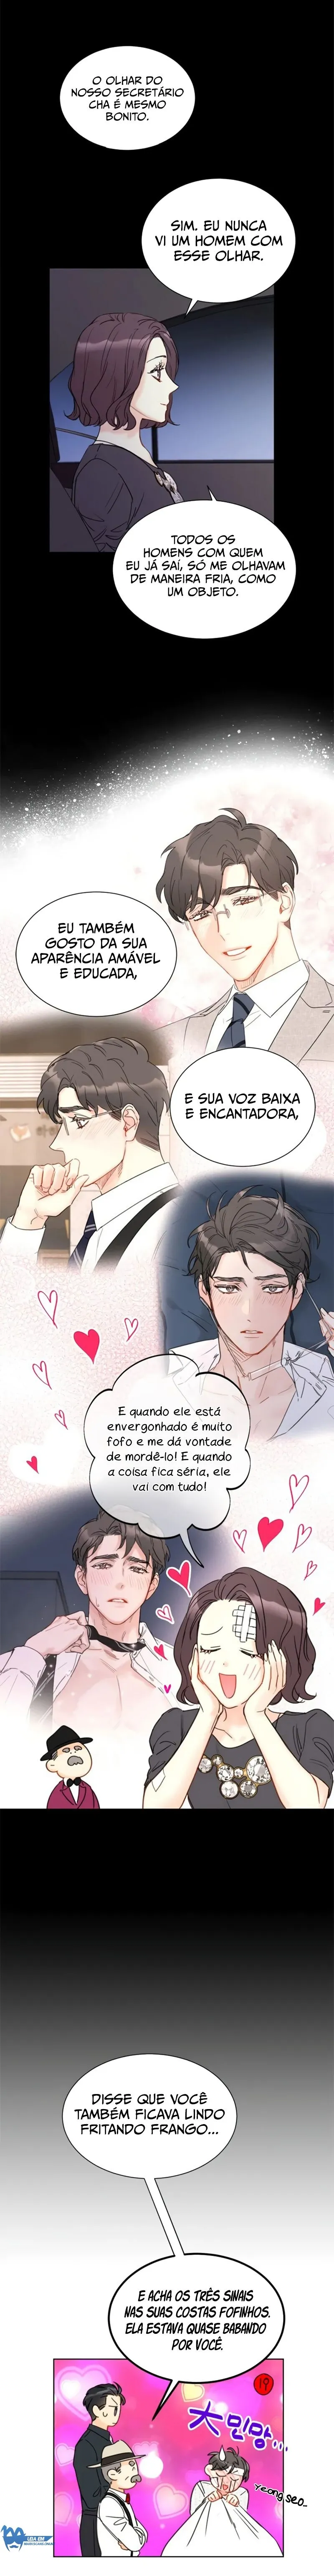 O OLHAR DO
NOSSO SECRETÁRIO
CHA É MESMO
BONITO.
SIM. EU NUNCA
VI UM HOMEM COM
ESSE OLHAR.
TODOS OS
HOMENS COM QUEM
EU JÁ SAÍ, SÓ ME OLHAVAM
DE MANEIRA FRIA, COMO
UM OBJETO.
EU TAMBÉM
GOSTO DA SUA
APARÊNCIA AMÁVEL
E EDUCADA,
E SUA VOZ BAIXA
E ENCANTADORA,
E quando ele está
envergonhado é muito
fofo e me dá vontade
de mordê-lo! E quando
a coisa fica séria, ele
vai com tudo!
DISSE QUE VOCÊ
TAMBÉM FICAVA LINDO
FRITANDO FRANGO...
E ACHA OS TRÊS SINAIS
NAS SUAS COSTAS FOFINHOS.
ELA ESTAVA QUASE BABANDO
POR VOCÊ.
19
大민망...
Yeong Seo..
LEIA EM